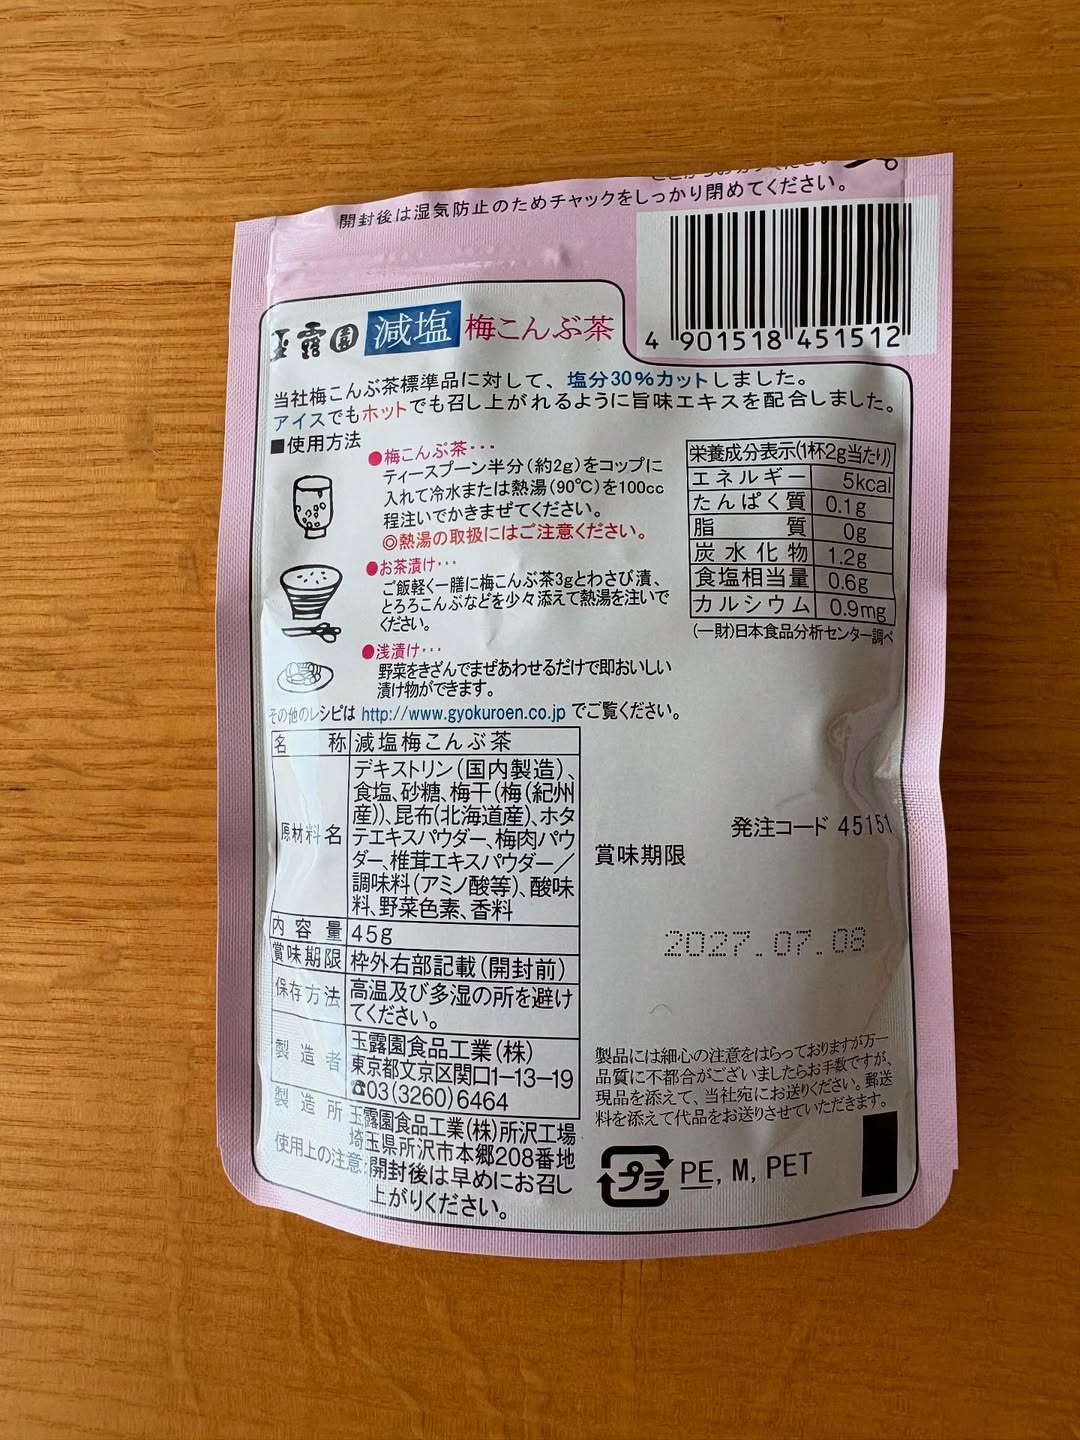 開封後は湿気防止のためチャックをしっかり閉めてください。
4 901518 451512
玉露園 減塩 梅こんぶ茶
当社梅こんぶ茶標準品に対して、塩分30%カットしました。
アイスでもホットでも召し上がれるように旨味エキスを配合しました。
■使用方法
●梅こんぶ茶・・・
ティースプーン半分(約2g)をコップに
入れて冷水または熱湯(90℃)を100cc
程注いでかきまぜてください。
◎熱湯の取扱にはご注意ください。
●お茶漬け・・・
ご飯軽く一膳に梅こんぶ茶3gとわさび漬、
とろろこんぶなどを少々添えて熱湯を注いで
ください。
●浅漬け・・・
野菜をきざんでまぜあわせるだけで即おいしい
漬け物ができます。
その他のレシピは http://www.gyokuroen.co.jp でご覧ください。
栄養成分表示(1杯2g当たり)
エネルギー 5kcal
たんぱく質 0.1g
脂質 0g
炭水化物 1.2g
食塩相当量 0.6g
カルシウム 0.9mg
(一財)日本食品分析センター調べ
名称 減塩梅こんぶ茶
原材料名 デキストリン(国内製造)、
食塩、砂糖、梅干(梅(紀州
産))、昆布(北海道産)、ホタ
テエキスパウダー、梅肉パウ
ダー、椎茸エキスパウダー/
調味料(アミノ酸等)、酸味
料、野菜色素、香料
内容量 45g
賞味期限 枠外右部記載(開封前)
保存方法 高温及び多湿の所を避け
てください。
製造者 玉露園食品工業(株)
東京都文京区関口1-13-19
☎03(3260)6464
製造所 玉露園食品工業(株)所沢工場
埼玉県所沢市本郷208番地
使用上の注意:開封後は早めにお召し
上がりください。
発注コード 45151
賞味期限
2027.07.08
製品には細心の注意をはらっておりますが万一
品質に不都合がございましたらお手数ですが、
現品を添えて、当社宛にお送りください。郵送
料を添えて代品をお送りさせていただきます。
プラ PE, M, PET